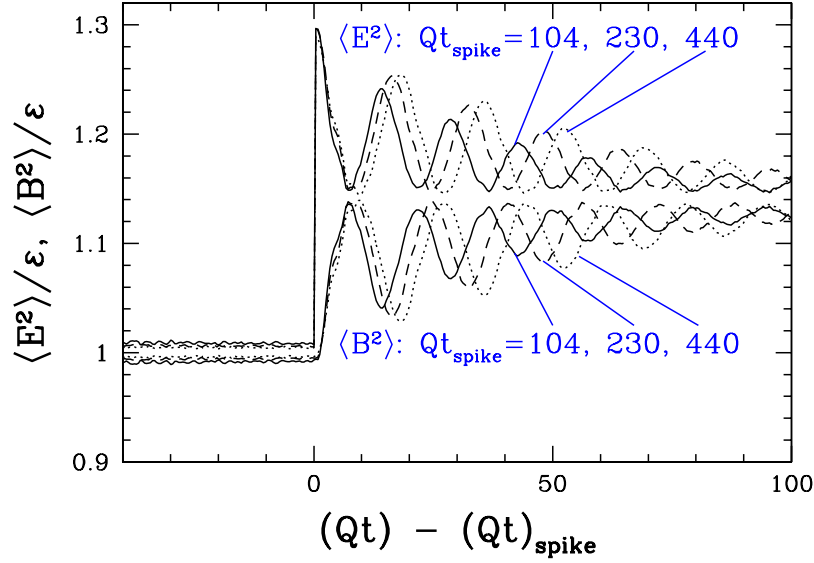 1.3
1.2
1.1
1
0.9
⟨E²⟩/ε, ⟨B²⟩/ε
⟨E²⟩: Qt_spike=104, 230, 440
⟨B²⟩: Qt_spike=104, 230, 440
0 50 100
(Qt) − (Qt)_spike